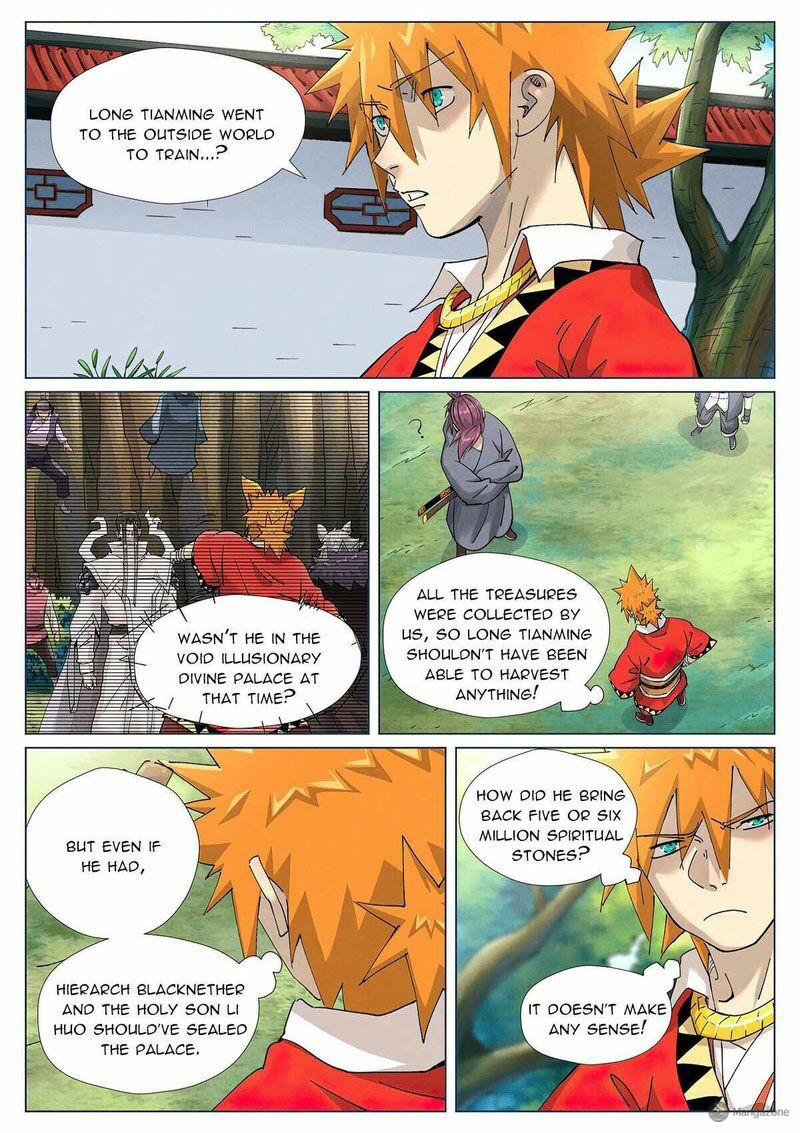 LONG TIANMING WENT
TO THE OUTSIDE WORLD
TO TRAIN...?
WASN'T HE IN THE
VOID ILLUSIONARY
DIVINE PALACE AT
THAT TIME?
?
ALL THE TREASURES
WERE COLLECTED BY
US, SO LONG TIANMING
SHOULDN'T HAVE BEEN
ABLE TO HARVEST
ANYTHING!
BUT EVEN IF
HE HAD,
HIERARCH BLACKNETHER
AND THE HOLY SON LI
HUO SHOULD'VE SEALED
THE PALACE.
HOW DID HE BRING
BACK FIVE OR SIX
MILLION SPIRITUAL
STONES?
IT DOESN'T MAKE
ANY SENSE!
Mangazone